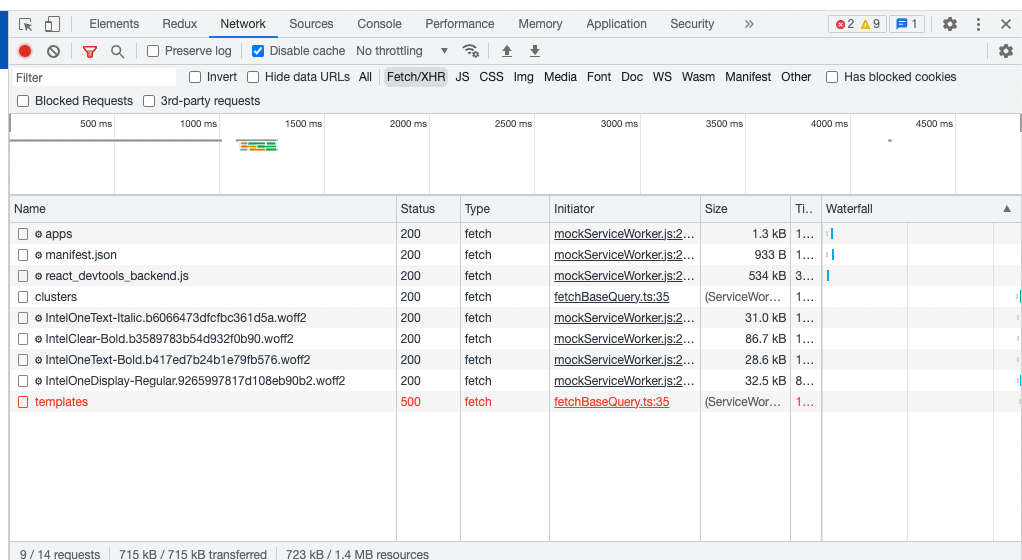 Elements Redux Network Sources Console Performance Memory Application Security » 2 9 1
Preserve log Disable cache No throttling
Filter Invert Hide data URLs All Fetch/XHR JS CSS Img Media Font Doc WS Wasm Manifest Other Has blocked cookies
Blocked Requests 3rd-party requests
500 ms 1000 ms 1500 ms 2000 ms 2500 ms 3000 ms 3500 ms 4000 ms 4500 ms
Name Status Type Initiator Size Ti.. Waterfall
apps 200 fetch mockServiceWorker.js:2... 1.3 kB 1...
manifest.json 200 fetch mockServiceWorker.js:2... 933 B 1...
react_devtools_backend.js 200 fetch mockServiceWorker.js:2... 534 kB 3...
clusters 200 fetch fetchBaseQuery.ts:35 (ServiceWor... 1...
IntelOneText-Italic.b6066473dfcfbc361d5a.woff2 200 fetch mockServiceWorker.js:2... 31.0 kB 1...
IntelClear-Bold.b3589783b54d932f0b90.woff2 200 fetch mockServiceWorker.js:2... 86.7 kB 1...
IntelOneText-Bold.b417ed7b24b1e79fb576.woff2 200 fetch mockServiceWorker.js:2... 28.6 kB 1...
IntelOneDisplay-Regular.9265997817d108eb90b2.woff2 200 fetch mockServiceWorker.js:2... 32.5 kB 8...
templates 500 fetch fetchBaseQuery.ts:35 (ServiceWor... 1...
9 / 14 requests 715 kB / 715 kB transferred 723 kB / 1.4 MB resources